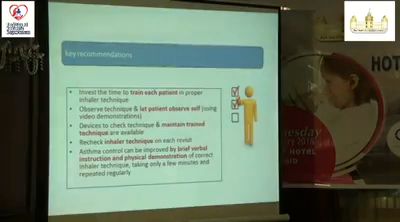 key recommendations
• Invest the time to train each patient in proper
inhaler technique
• Observe technique & let patient observe self (using
video demonstrations)
• Devices to check technique & maintain trained
technique are available
• Recheck inhaler technique on each revisit
• Asthma control can be improved by brief verbal
instruction and physical demonstration of correct
inhaler technique, taking only a few minutes and
repeated regularly
HOT
HOTEL